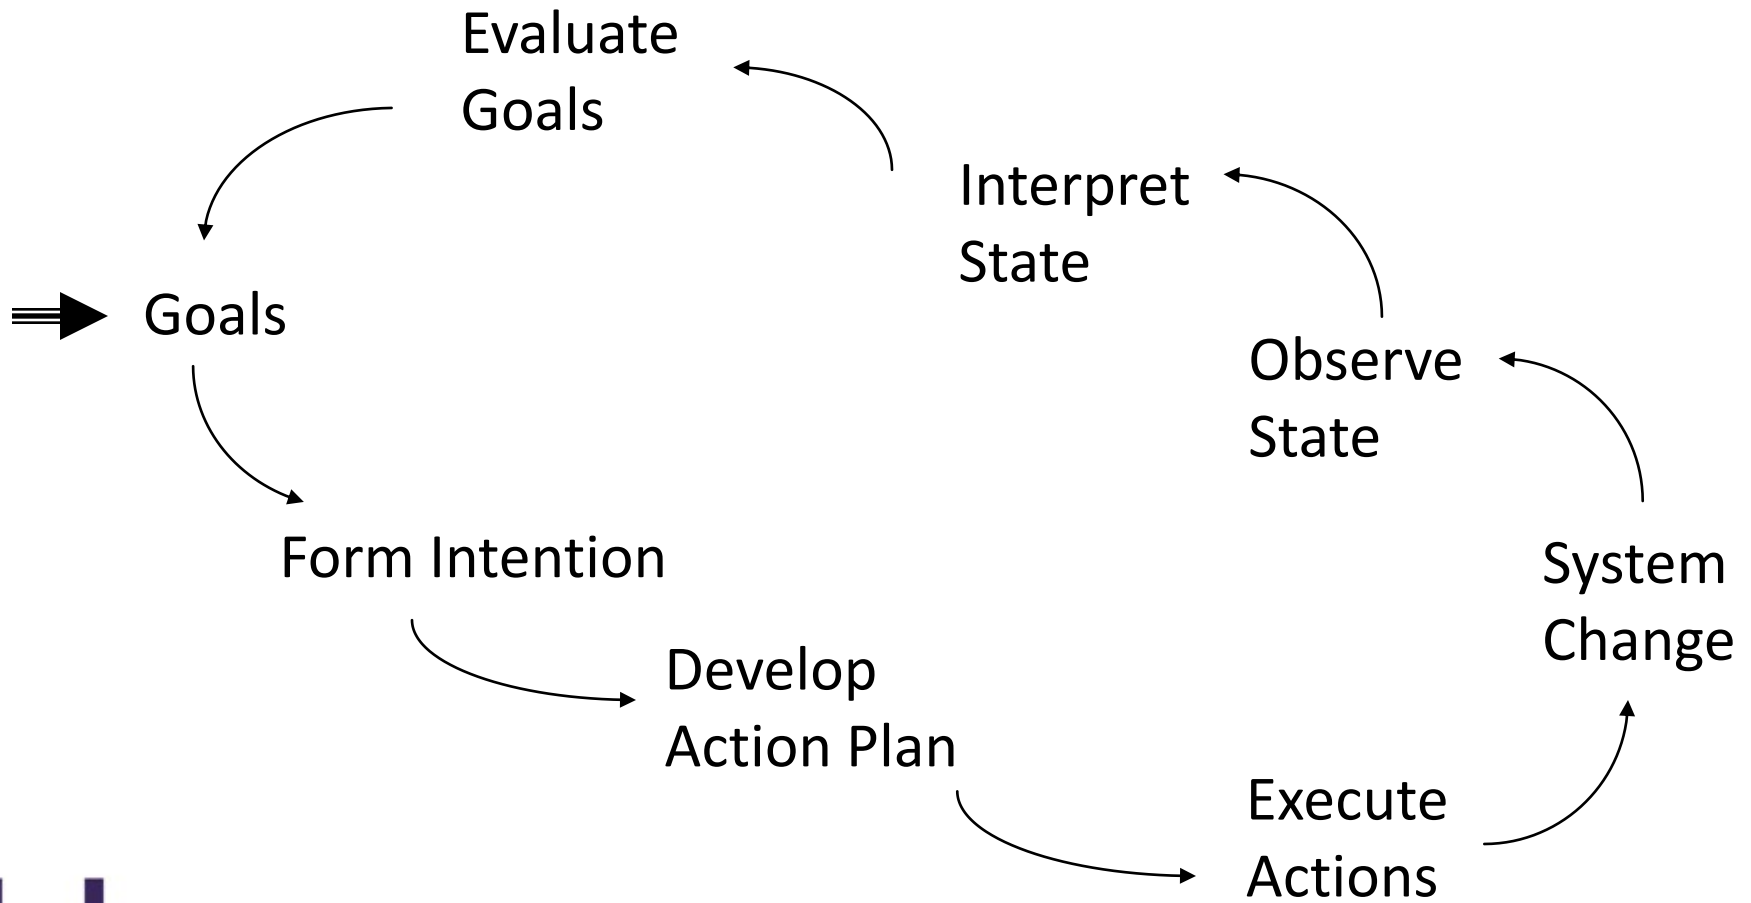 Evaluate
Goals
Interpret
State
Goals
Observe
State
Form Intention
System
Change
Develop
Action Plan
Execute
Actions